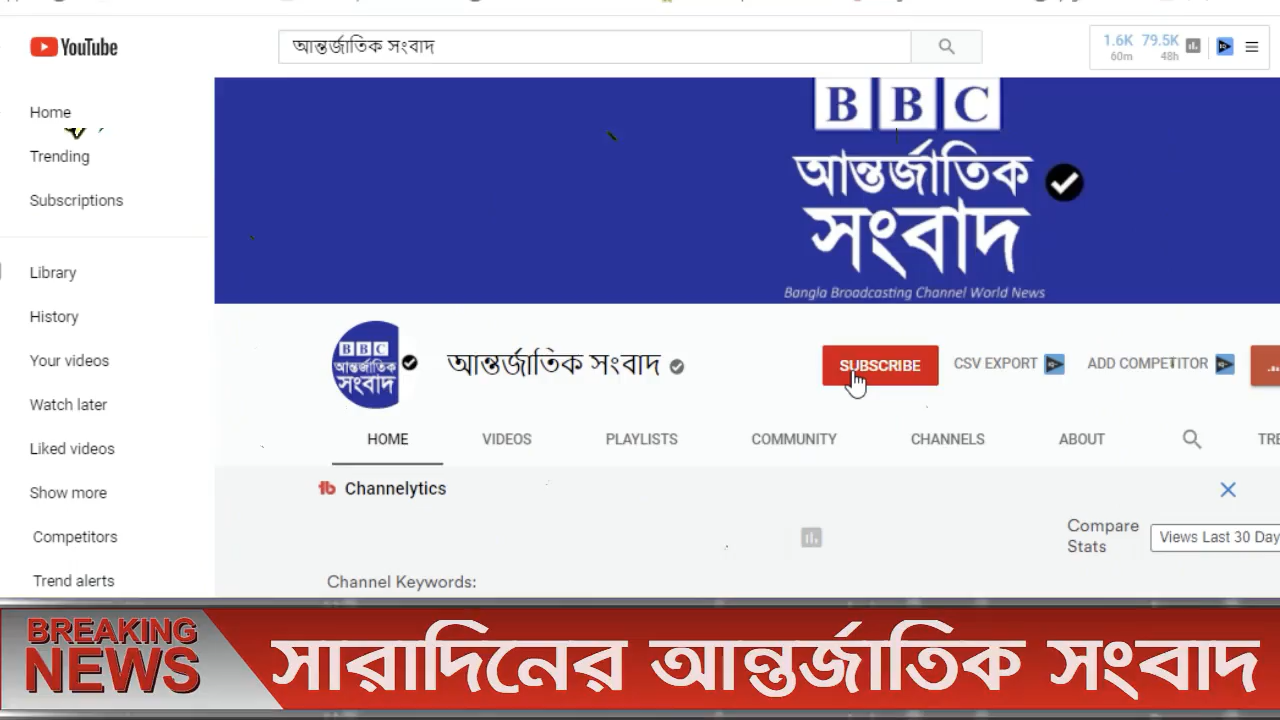 YouTube
আন্তর্জাতিক সংবাদ
1.6K 79.5K
60m 48h
Home
Trending
Subscriptions
Library
History
Your videos
Watch later
Liked videos
Show more
Competitors
Trend alerts
BBC
আন্তর্জাতিক
সংবাদ
Bangla Broadcasting Channel World News
BBC
আন্তর্জাতিক
সংবাদ
আন্তর্জাতিক সংবাদ
SUBSCRIBE
CSV EXPORT
ADD COMPETITOR
HOME VIDEOS PLAYLISTS COMMUNITY CHANNELS ABOUT
tb Channelytics
Compare
Stats
Views Last 30 Day
Channel Keywords:
BREAKING
NEWS
সারাদিনের আন্তর্জাতিক সংবাদ